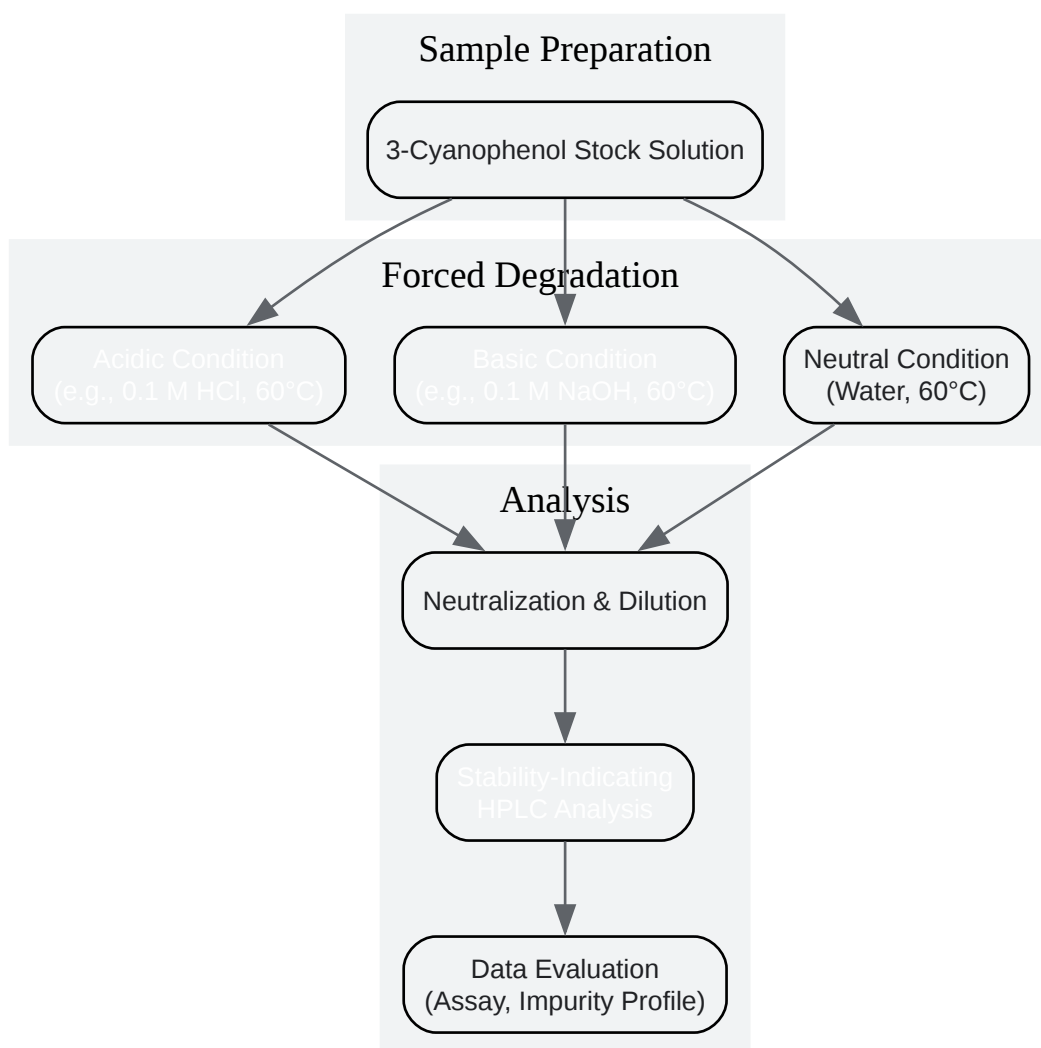 Sample Preparation
3-Cyanophenol Stock Solution
Forced Degradation
Acidic Condition
(e.g., 0.1 M HCl, 60°C)
Basic Condition
(e.g., 0.1 M NaOH, 60°C)
Neutral Condition
(Water, 60°C)
Analysis
Neutralization & Dilution
Stability-Indicating
HPLC Analysis
Data Evaluation
(Assay, Impurity Profile)